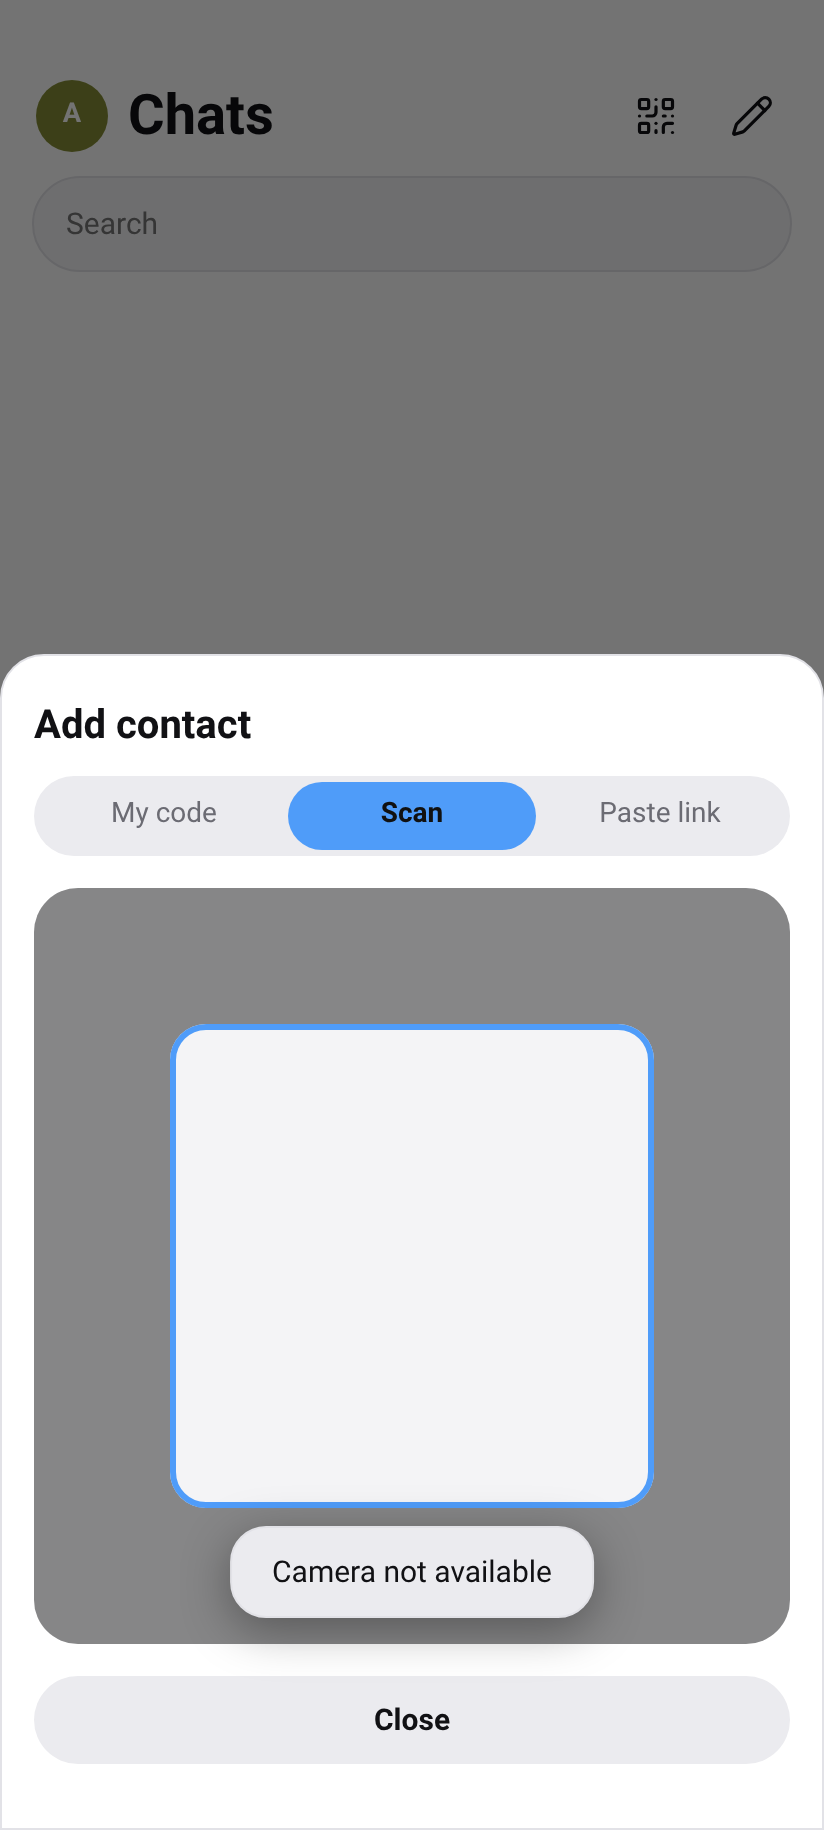 A
Chats
Search
Add contact
My code
Scan
Paste link
Camera not available
Close